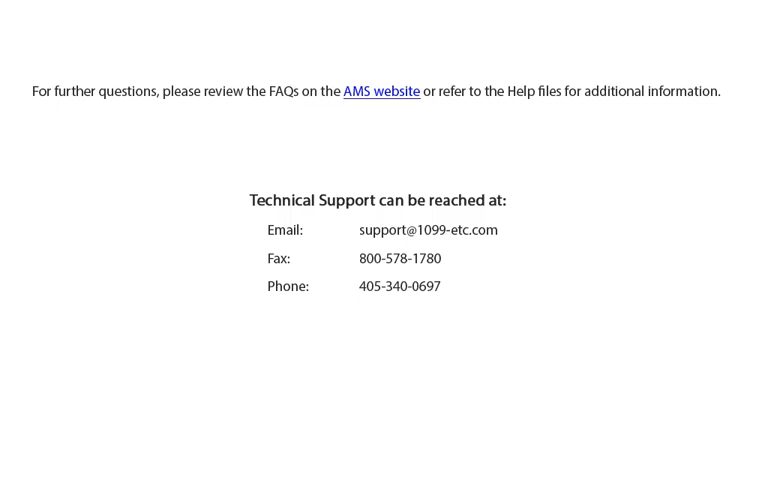 For further questions, please review the FAQs on the AMS website or refer to the Help files for additional information.
Technical Support can be reached at:
Email: support@1099-etc.com
Fax: 800-578-1780
Phone: 405-340-0697